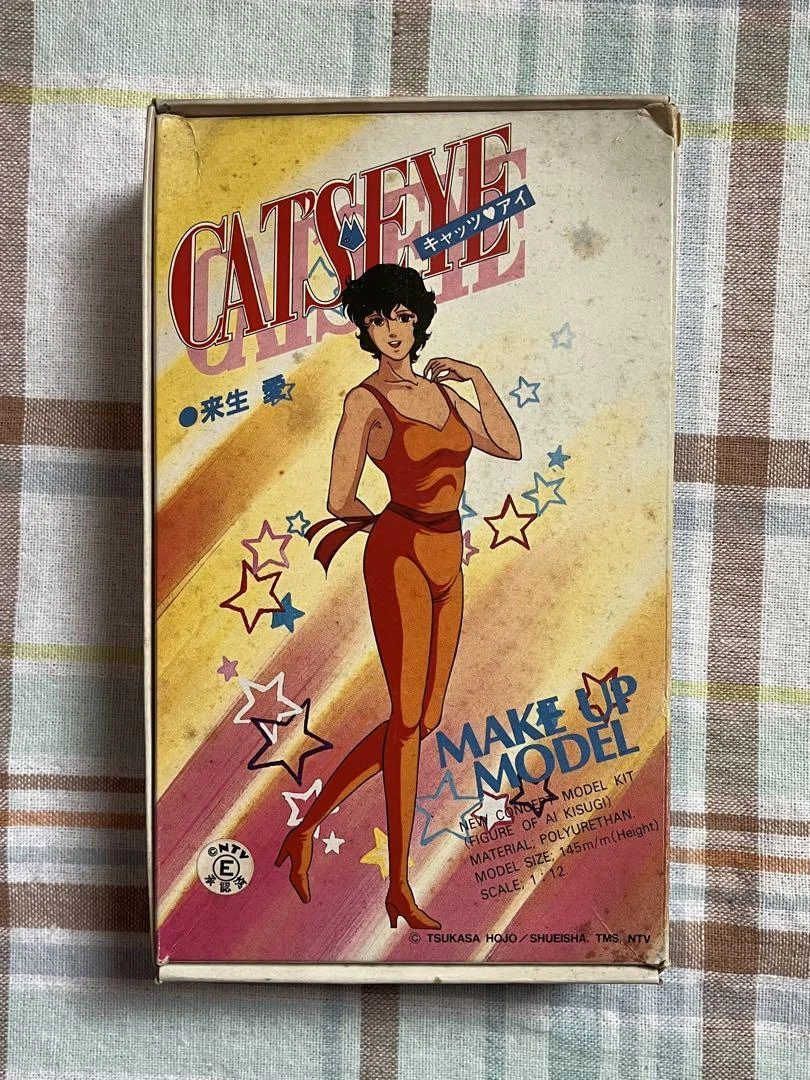 CAT'S♥EYE
キャッツ♥アイ
●来生 愛
MAKE UP
MODEL
NEW CONCEPT MODEL KIT
(FIGURE OF AI KISUGI)
MATERIAL; POLYURETHAN.
MODEL SIZE; 145m/m(Height)
SCALE; 1:12
©NTV
E
承認
© TSUKASA HOJO/SHUEISHA. TMS. NTV